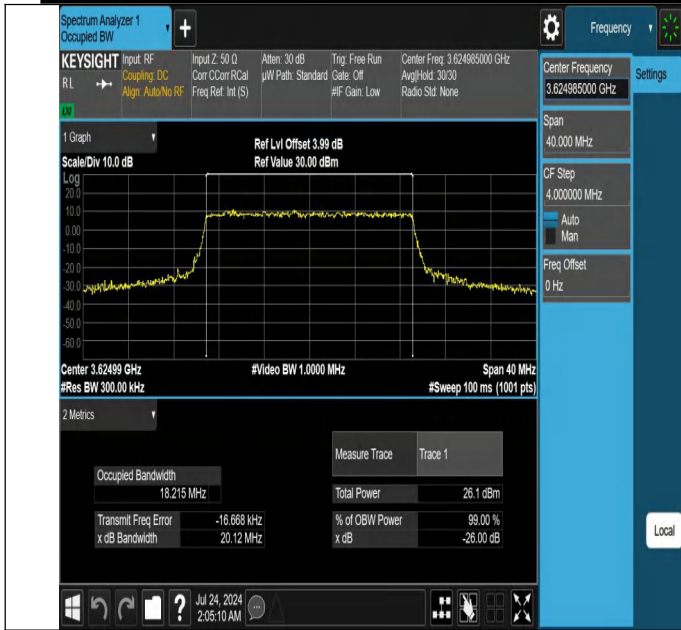 Spectrum Analyzer 1
Occupied BW
+
Frequency
KEYSIGHT
RL
LXI
Input: RF
Coupling: DC
Align: Auto/No RF
Input Z: 50 Ω
Corr CCorr RCal
Freq Ref: Int (S)
Atten: 30 dB
µW Path: Standard
Trig: Free Run
Gate: Off
#IF Gain: Low
Center Freq: 3.624985000 GHz
Avg|Hold: 30/30
Radio Std: None
Center Frequency
3.624985000 GHz
Settings
Span
40.000 MHz
CF Step
4.000000 MHz
Auto
Man
Freq Offset
0 Hz
Local
1 Graph
Scale/Div 10.0 dB
Ref Lvl Offset 3.99 dB
Ref Value 30.00 dBm
Log
20.0
10.0
0.00
-10.0
-20.0
-30.0
-40.0
-50.0
-60.0
Center 3.62499 GHz
#Video BW 1.0000 MHz
Span 40 MHz
#Res BW 300.00 kHz
#Sweep 100 ms (1001 pts)
2 Metrics
Measure Trace Trace 1
Occupied Bandwidth
18.215 MHz
Total Power 26.1 dBm
Transmit Freq Error -16.668 kHz
% of OBW Power 99.00 %
x dB Bandwidth 20.12 MHz
x dB -26.00 dB
?
Jul 24, 2024
2:05:10 AM